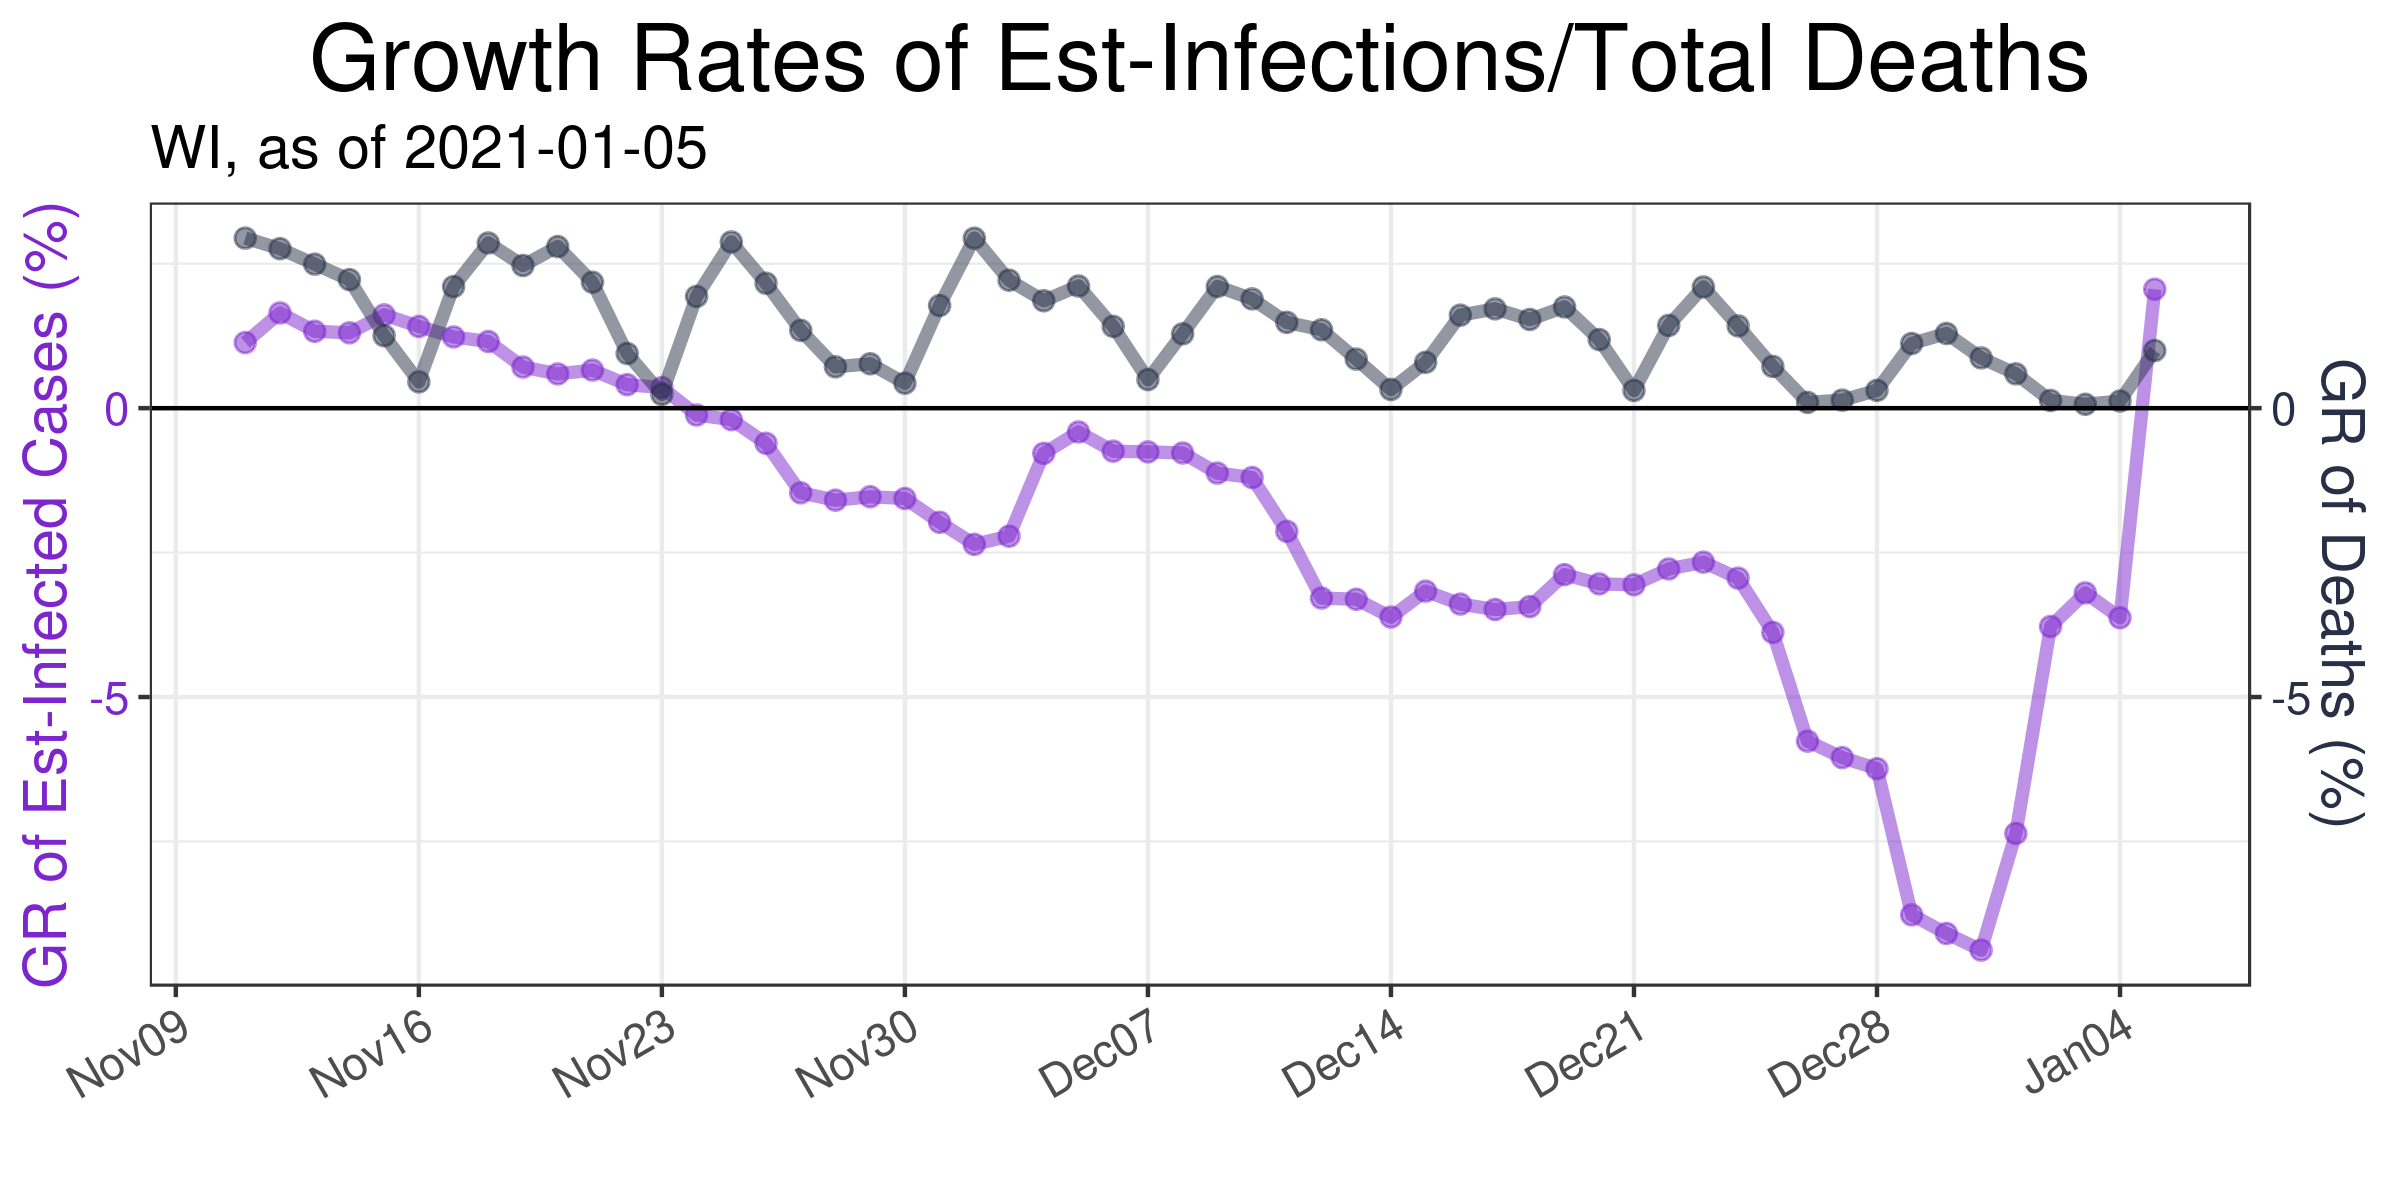 Growth Rates of Est-Infections/Total Deaths
WI, as of 2021-01-05
GR of Est-Infected Cases (%)
0
-5
0
-5
GR of Deaths (%)
Nov09
Nov16
Nov23
Nov30
Dec07
Dec14
Dec21
Dec28
Jan04